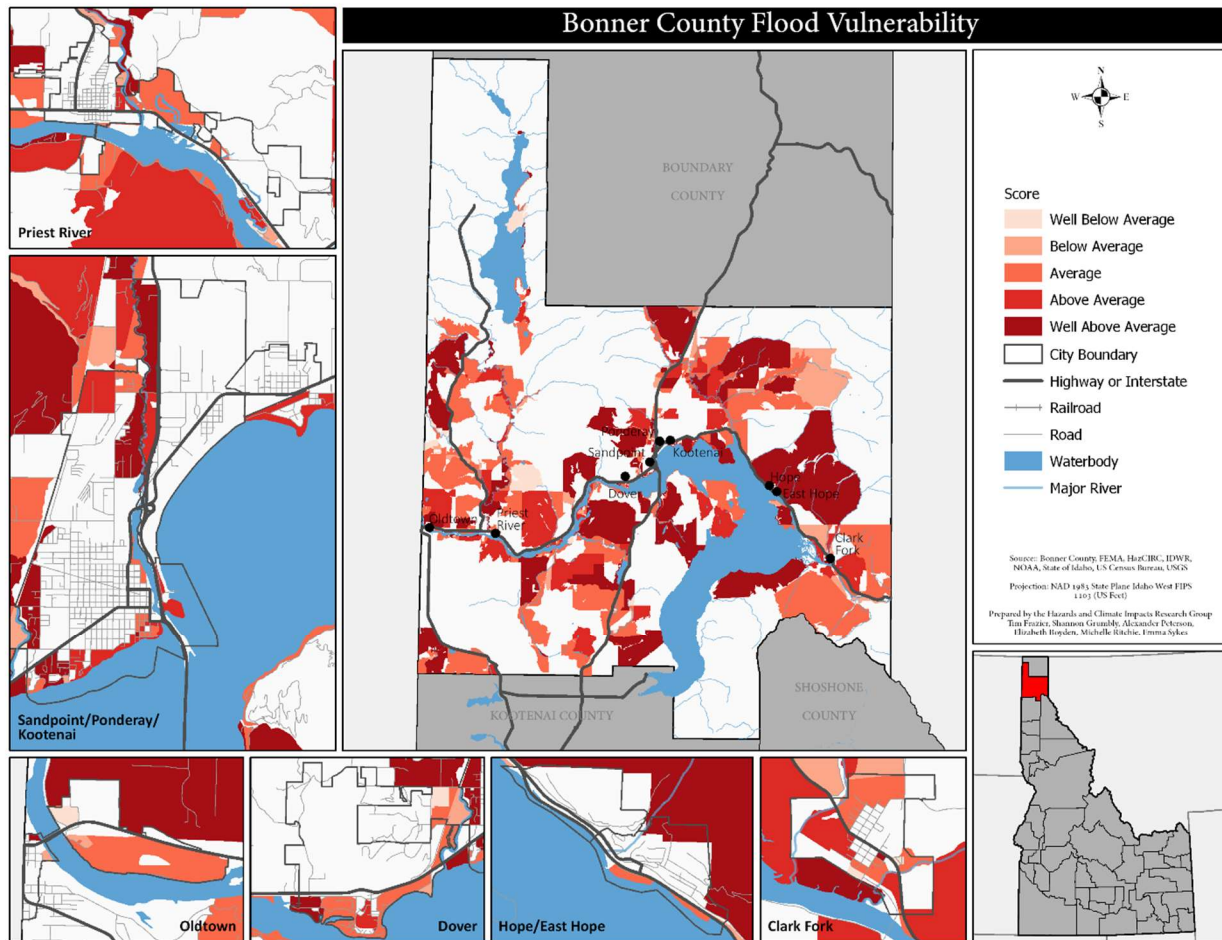 Bonner County Flood Vulnerability
Priest River
Sandpoint/Ponderay/
Kootenai
Oldtown
Dover
Hope/East Hope
Clark Fork
BOUNDARY
COUNTY
Ponderay
Sandpoint
Kootenai
Dover
Hope
East Hope
Oldtown
Priest
River
Clark
Fork
KOOTENAI COUNTY
SHOSHONE
COUNTY
N
W
E
S
Score
Well Below Average
Below Average
Average
Above Average
Well Above Average
City Boundary
Highway or Interstate
Railroad
Road
Waterbody
Major River
Source: Bonner County, FEMA, HazCIRC, IDWR,
NOAA, State of Idaho, US Census Bureau, USGS
Projection: NAD 1983 State Plane Idaho West FIPS
1103 (US Feet)
Prepared by the Hazards and Climate Impacts Research Group
Tim Frazier, Shannon Grumbly, Alexander Peterson,
Elizabeth Royden, Michelle Ritchie, Emma Sykes